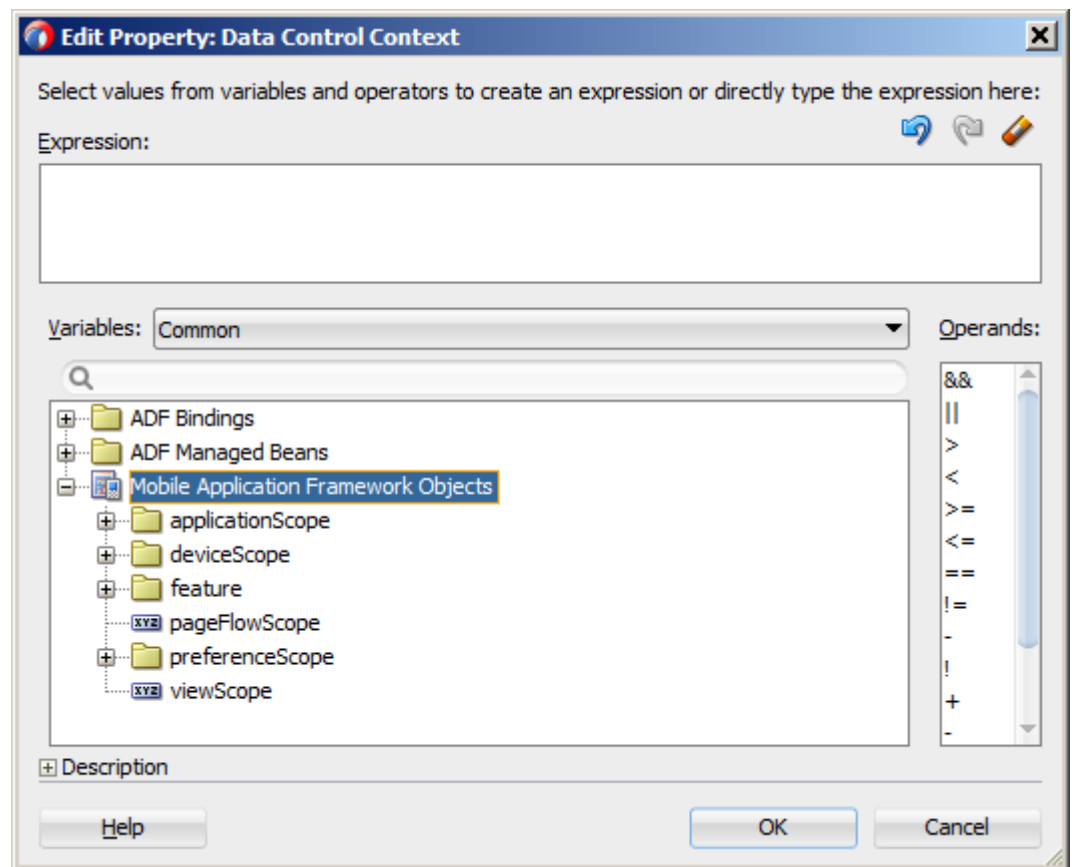 Edit Property: Data Control Context
Select values from variables and operators to create an expression or directly type the expression here:
Expression:
Variables:
Common
Operands:
ADF Bindings
ADF Managed Beans
Mobile Application Framework Objects
applicationScope
deviceScope
feature
xyz pageFlowScope
preferenceScope
xyz viewScope
&&
||
>
<
>=
<=
==
!=
-
!
+
-
Description
Help
OK
Cancel